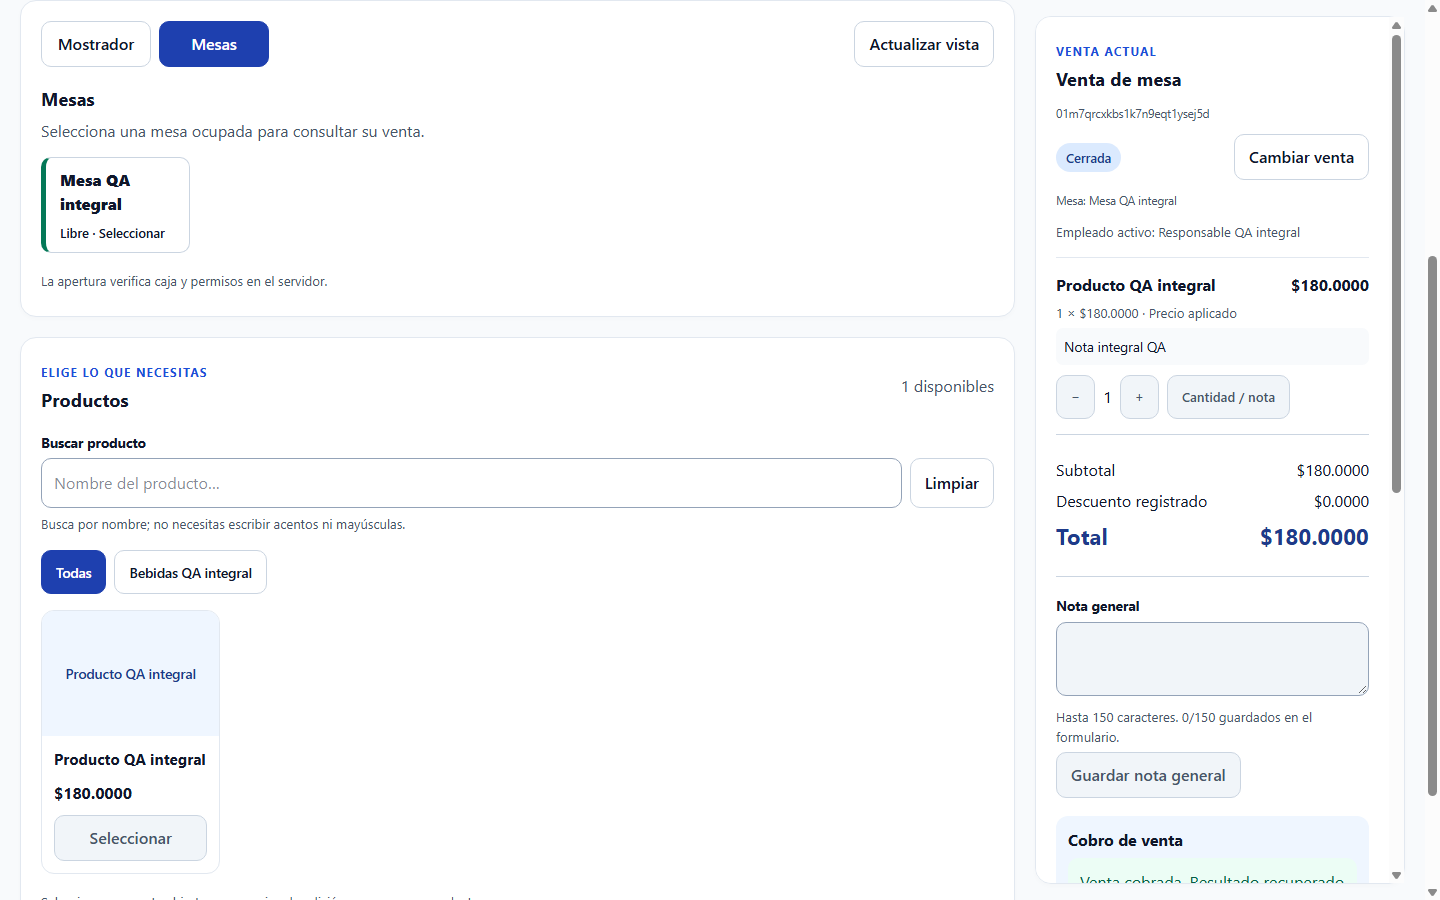 Mostrador
Mesas
Actualizar vista
Mesas
Selecciona una mesa ocupada para consultar su venta.
Mesa QA
integral
Libre · Seleccionar
La apertura verifica caja y permisos en el servidor.
ELIGE LO QUE NECESITAS
Productos
1 disponibles
Buscar producto
Nombre del producto...
Limpiar
Busca por nombre; no necesitas escribir acentos ni mayúsculas.
Todas
Bebidas QA integral
Producto QA integral
Producto QA integral
$180.0000
Seleccionar
VENTA ACTUAL
Venta de mesa
01m7qrcxkbs1k7n9eqt1ysej5d
Cerrada
Cambiar venta
Mesa: Mesa QA integral
Empleado activo: Responsable QA integral
Producto QA integral $180.0000
1 × $180.0000 · Precio aplicado
Nota integral QA
− 1 + Cantidad / nota
Subtotal $180.0000
Descuento registrado $0.0000
Total $180.0000
Nota general
Hasta 150 caracteres. 0/150 guardados en el
formulario.
Guardar nota general
Cobro de venta
Venta cobrada. Resultado recuperado